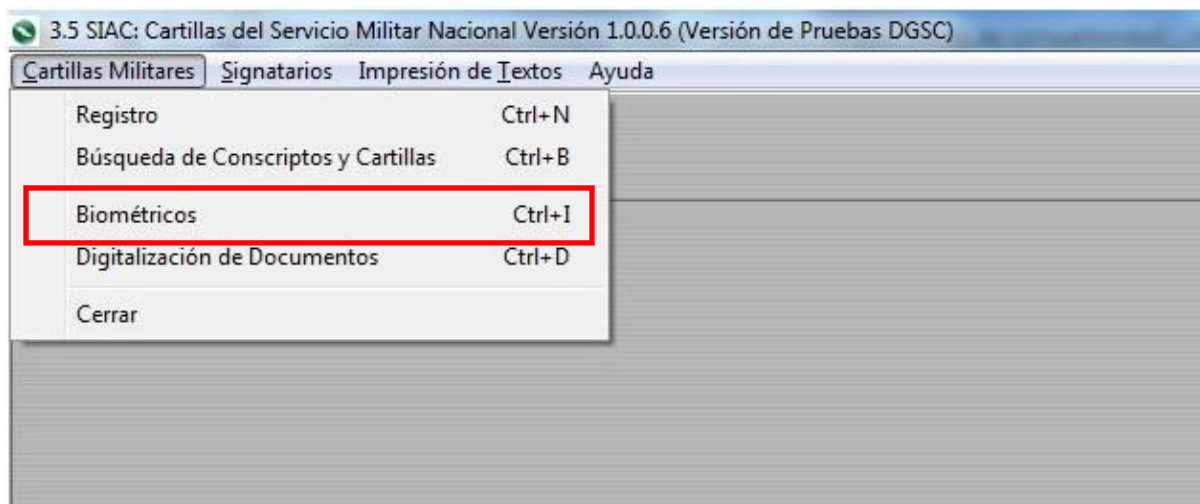 3.5 SIAC: Cartillas del Servicio Militar Nacional Versión 1.0.0.6 (Versión de Pruebas DGSC)
Cartillas Militares Signatarios Impresión de Textos Ayuda
Registro Ctrl+N
Búsqueda de Conscriptos y Cartillas Ctrl+B
Biométricos Ctrl+I
Digitalización de Documentos Ctrl+D
Cerrar